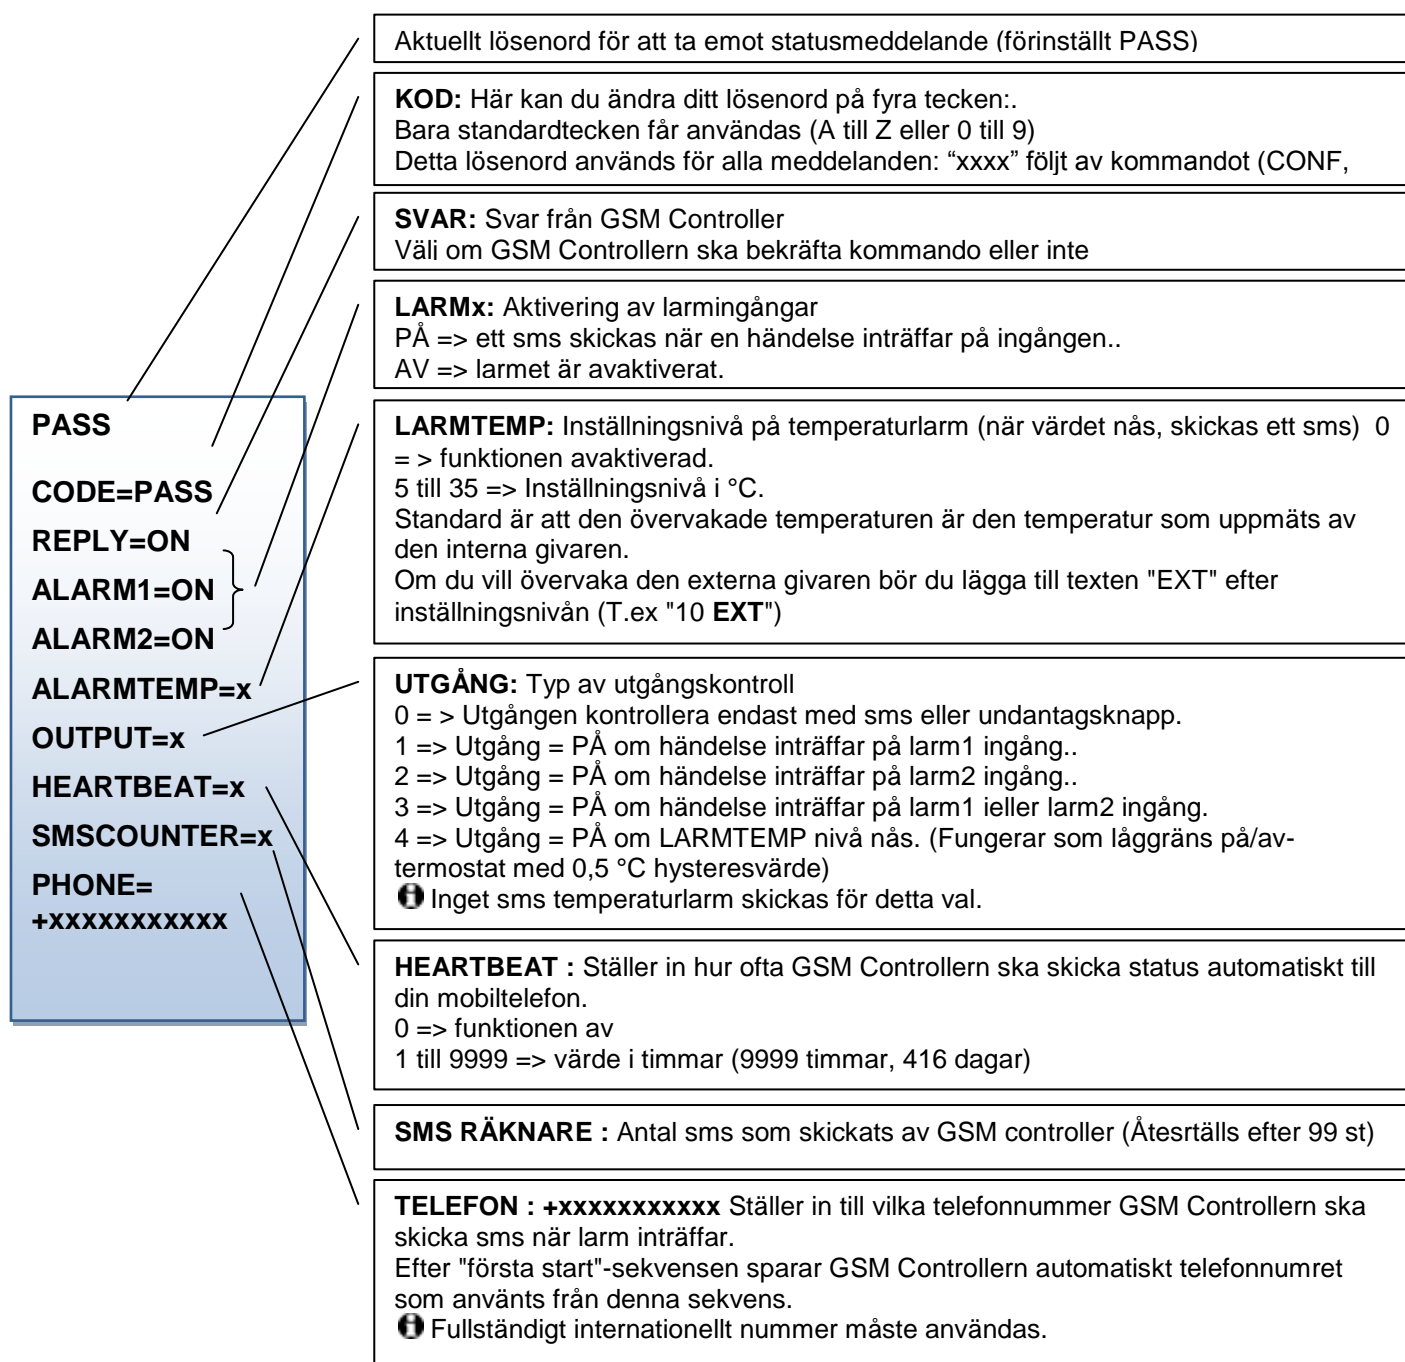 Aktuellt lösenord för att ta emot statusmeddelande (förinställt PASS)
KOD: Här kan du ändra ditt lösenord på fyra tecken:.
Bara standardtecken får användas (A till Z eller 0 till 9)
Detta lösenord används för alla meddelanden: “xxxx” följt av kommandot (CONF,
SVAR: Svar från GSM Controller
Välj om GSM Controllern ska bekräfta kommando eller inte
LARMx: Aktivering av larmingångar
PÅ => ett sms skickas när en händelse inträffar på ingången..
AV => larmet är avaktiverat.
LARMTEMP: Inställningsnivå på temperaturlarm (när värdet nås, skickas ett sms)  0
= > funktionen avaktiverad.
5 till 35 => Inställningsnivå i °C.
Standard är att den övervakade temperaturen är den temperatur som uppmäts av
den interna givaren.
Om du vill övervaka den externa givaren bör du lägga till texten "EXT" efter
inställningsnivån (T.ex "10 EXT")
UTGÅNG: Typ av utgångskontroll
0 = > Utgången kontrollera endast med sms eller undantagsknapp.
1 => Utgång = PÅ om händelse inträffar på larm1 ingång..
2 => Utgång = PÅ om händelse inträffar på larm2 ingång..
3 => Utgång = PÅ om händelse inträffar på larm1 ieller larm2 ingång.
4 => Utgång = PÅ om LARMTEMP nivå nås. (Fungerar som låggräns på/av-
termostat med 0,5 °C hysteresvärde)
Inget sms temperaturlarm skickas för detta val.
HEARTBEAT : Ställer in hur ofta GSM Controllern ska skicka status automatiskt till
din mobiltelefon.
0 => funktionen av
1 till 9999 => värde i timmar (9999 timmar, 416 dagar)
SMS RÄKNARE : Antal sms som skickats av GSM controller (Åtesrtälls efter 99 st)
TELEFON : +xxxxxxxxxxx Ställer in till vilka telefonnummer GSM Controllern ska
skicka sms när larm inträffar.
Efter "första start"-sekvensen sparar GSM Controllern automatiskt telefonnumret
som använts från denna sekvens.
Fullständigt internationellt nummer måste användas.
PASS
CODE=PASS
REPLY=ON
ALARM1=ON
ALARM2=ON
ALARMTEMP=x
OUTPUT=x
HEARTBEAT=x
SMSCOUNTER=x
PHONE=
+xxxxxxxxxxx